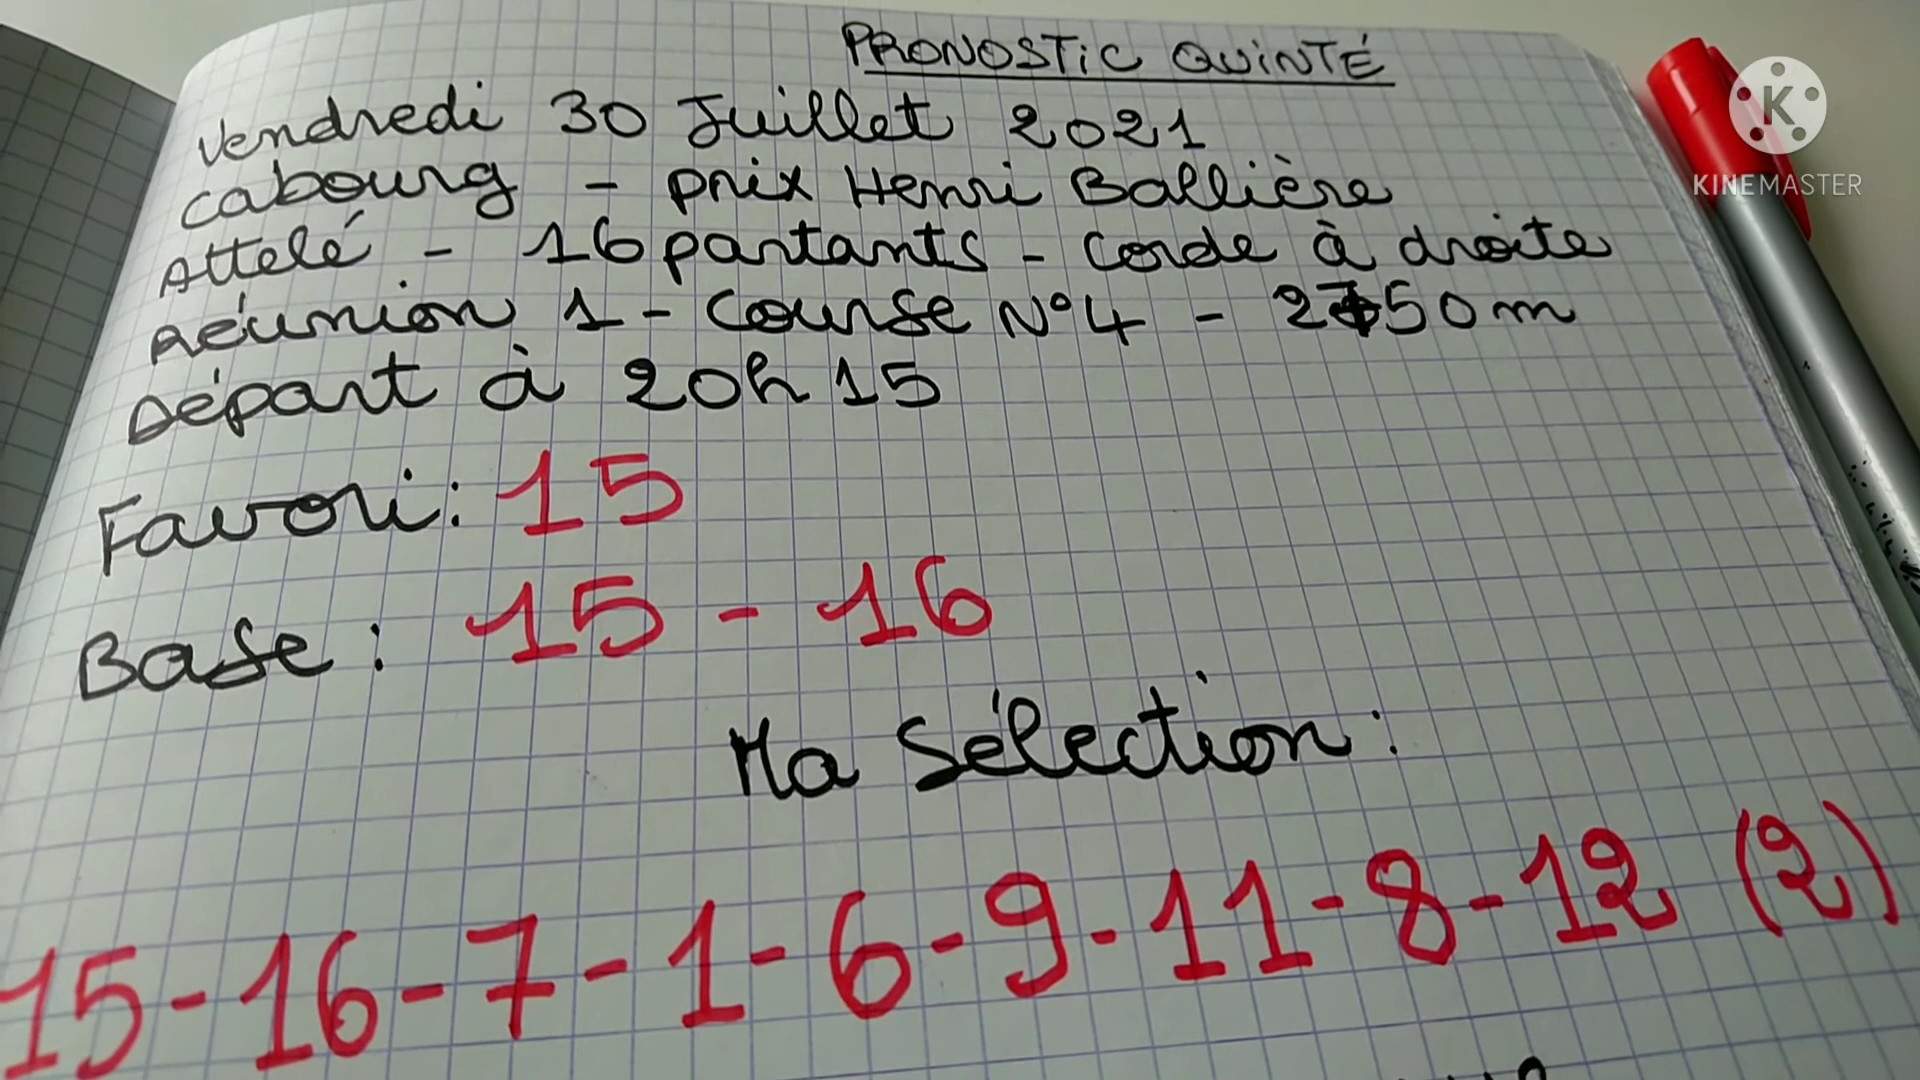 PRONOSTIC QUINTÉ
Vendredi 30 Juillet 2021
Cabourg - prix Henri Ballière
Attelé - 16 partants - corde à droite
Réunion 1 - Course N°4 - 2750m
Départ à 20h15
Favori: 15
Base: 15 - 16
Ma Sélection:
15-16-7-1-6-9-11-8-12 (2)
K
KINEMASTER